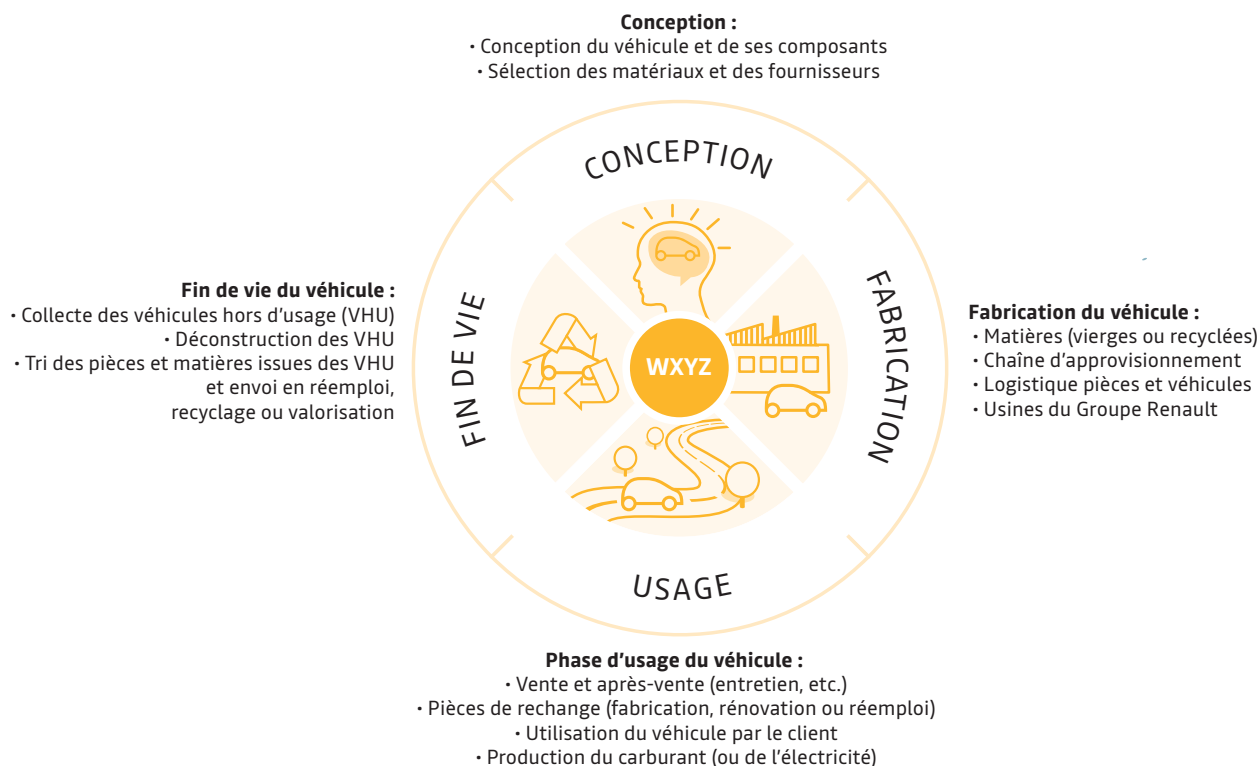 Conception :
• Conception du véhicule et de ses composants
• Sélection des matériaux et des fournisseurs
CONCEPTION
Fin de vie du véhicule :
• Collecte des véhicules hors d'usage (VHU)
• Déconstruction des VHU
• Tri des pièces et matières issues des VHU
et envoi en réemploi,
recyclage ou valorisation
FIN DE VIE
WXYZ
FABRICATION
Fabrication du véhicule :
• Matières (vierges ou recyclées)
• Chaîne d'approvisionnement
• Logistique pièces et véhicules
• Usines du Groupe Renault
USAGE
Phase d'usage du véhicule :
• Vente et après-vente (entretien, etc.)
• Pièces de rechange (fabrication, rénovation ou réemploi)
• Utilisation du véhicule par le client
• Production du carburant (ou de l'électricité)